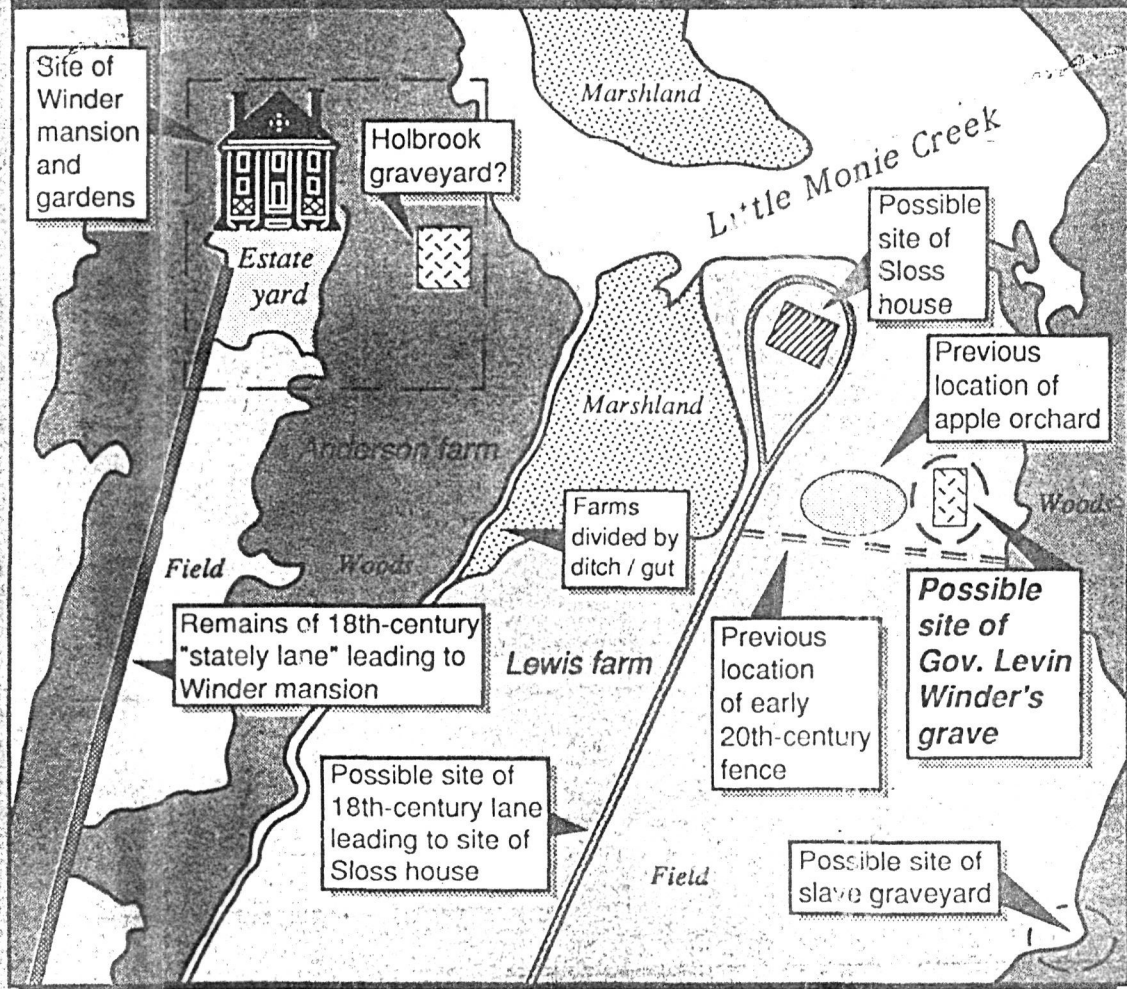 Site of
Winder
mansion
and
gardens
Holbrook
graveyard?
Marshland
Little Monie Creek
Possible
site of
Sloss
house
Estate
yard
Previous
location of
apple orchard
Marshland
Anderson farm
Farms
divided by
ditch / gut
Woods
Field
Woods
Possible
site of
Gov. Levin
Winder's
grave
Remains of 18th-century
"stately lane" leading to
Winder mansion
Lewis farm
Previous
location
of early
20th-century
fence
Possible site of
18th-century lane
leading to site of
Sloss house
Field
Possible site of
slave graveyard